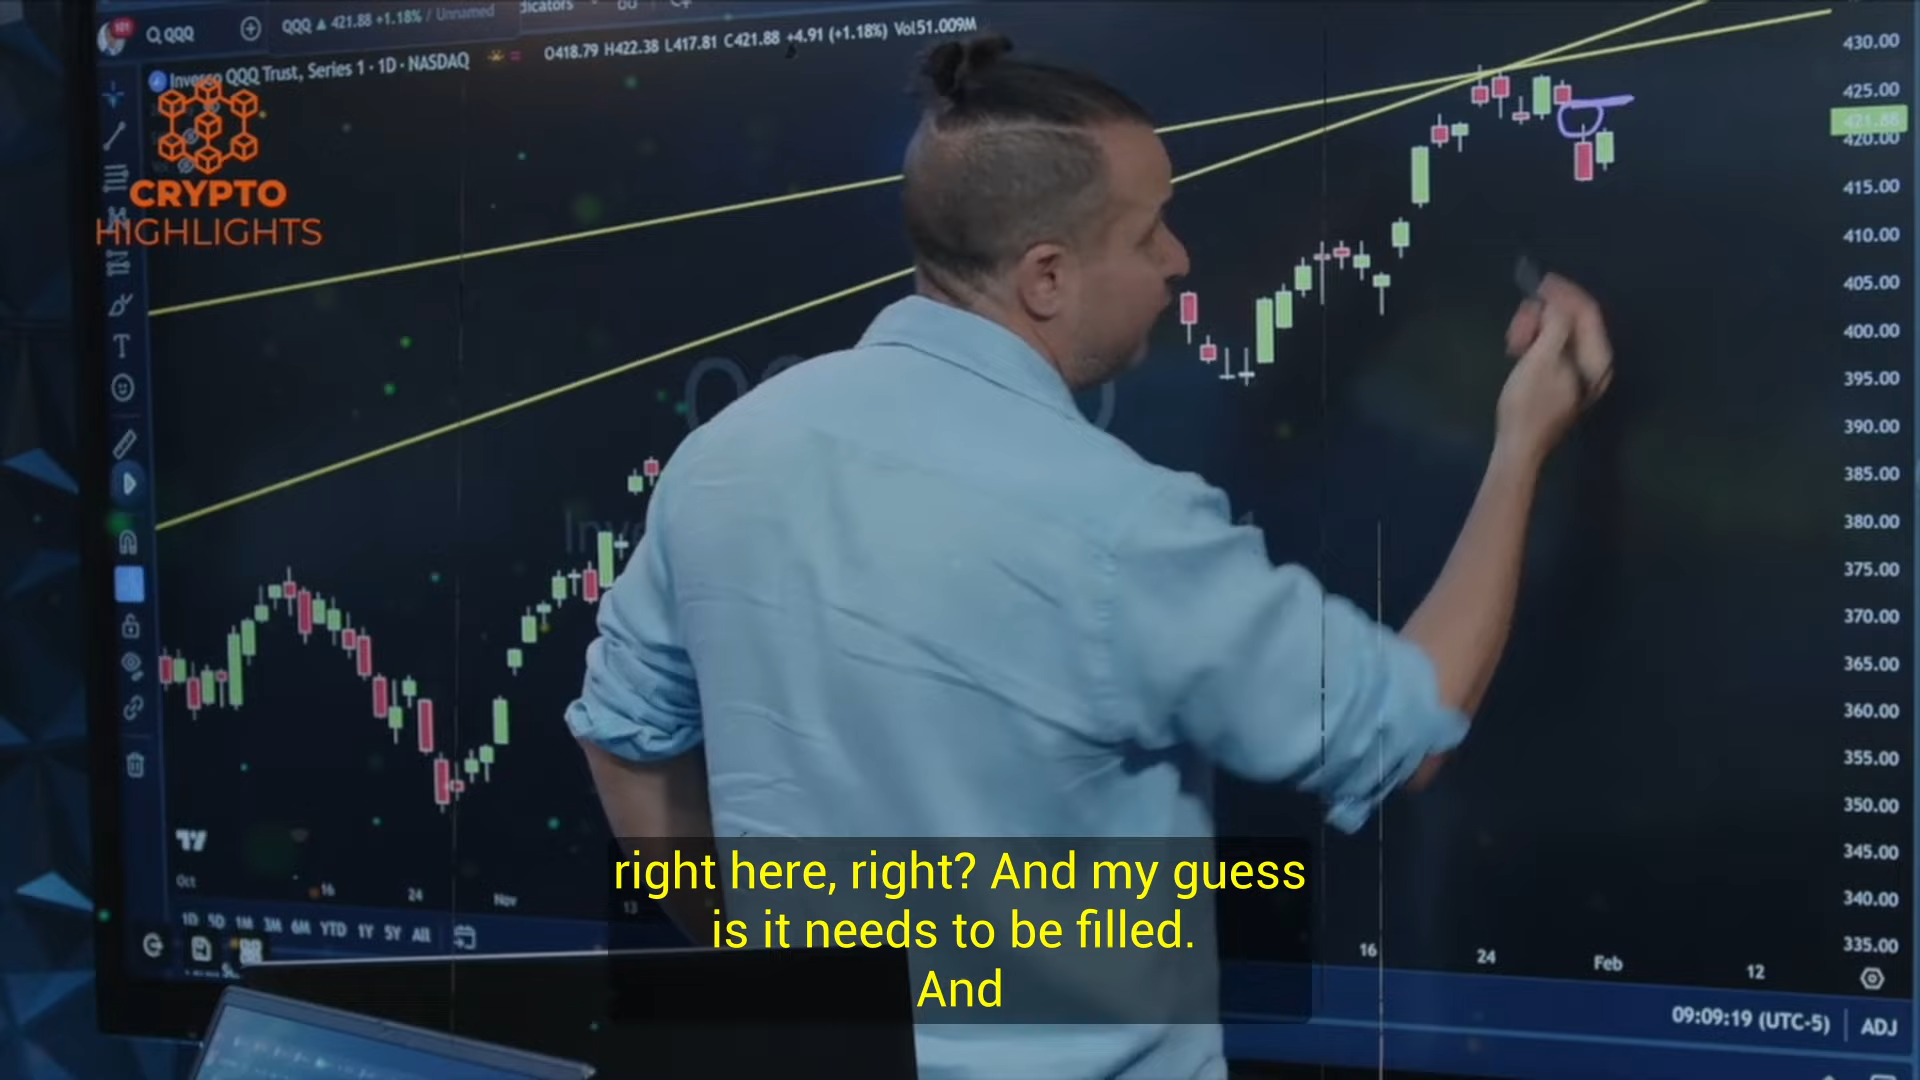 101
QQQ
QQQ ▲ 421.88 +1.18% / Unnamed
Invesco QQQ Trust, Series 1 · 1D · NASDAQ
O418.79 H422.38 L417.81 C421.88 +4.91 (+1.18%) Vol51.009M
CRYPTO
HIGHLIGHTS
430.00
425.00
421.88
420.00
415.00
410.00
405.00
400.00
395.00
390.00
385.00
380.00
375.00
370.00
365.00
360.00
355.00
350.00
345.00
340.00
335.00
Oct
16
24
Nov
13
16
24
Feb
12
1D 5D 1M 3M 6M YTD 1Y 5Y All
09:09:19 (UTC-5)
ADJ
right here, right? And my guess
is it needs to be filled.
And